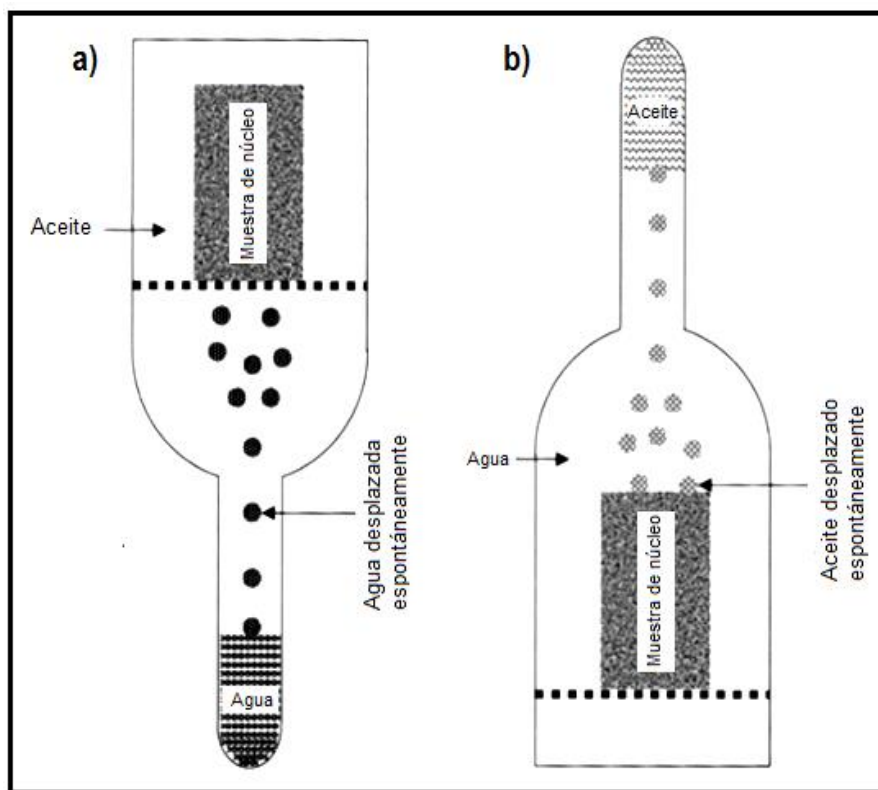 a)
Muestra de núcleo
Aceite
Agua desplazada
espontáneamente
Agua
b)
Aceite
Agua
Aceite desplazado
espontáneamente
Muestra de núcleo